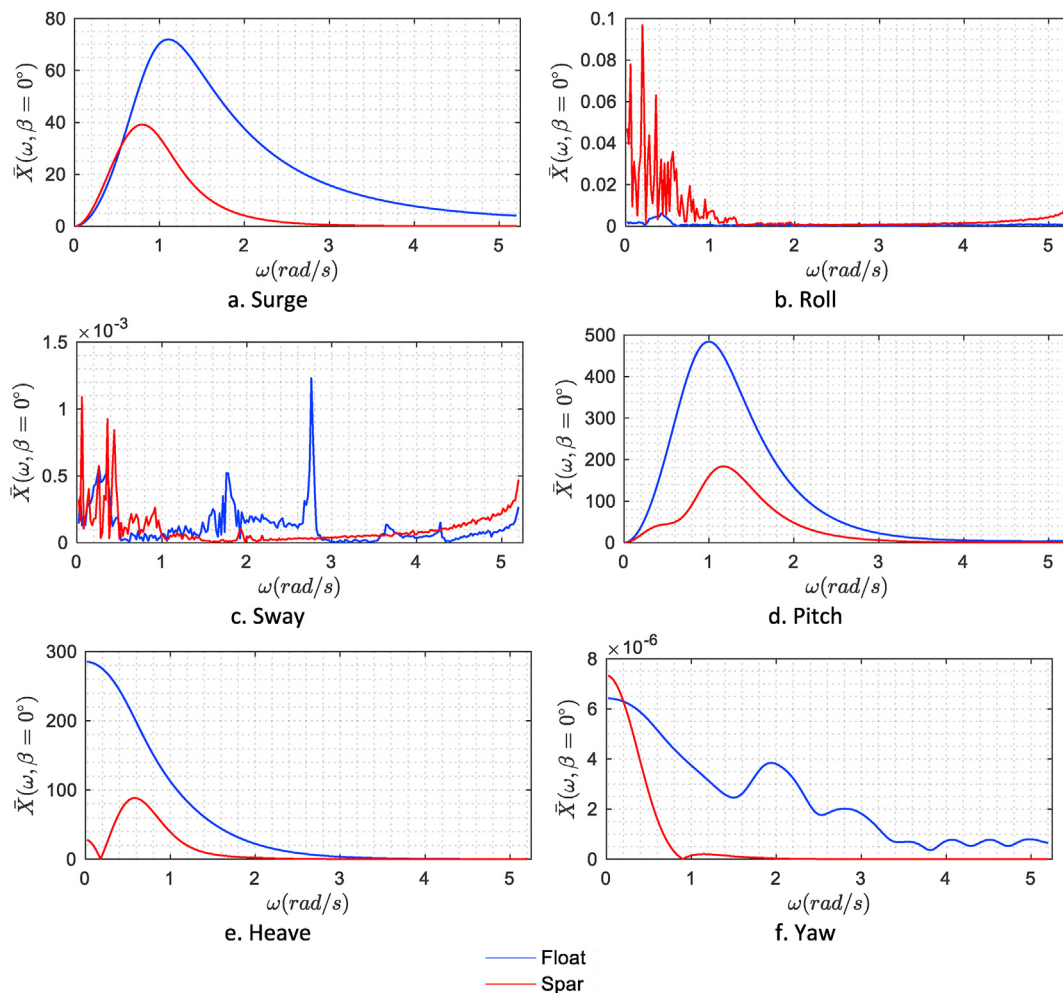 80
60
40
20
0
0 1 2 3 4 5
X̄(ω, β = 0°)
ω(rad/s)
a. Surge
0.1
0.08
0.06
0.04
0.02
0
0 1 2 3 4 5
X̄(ω, β = 0°)
ω(rad/s)
b. Roll
×10⁻³
1.5
1
0.5
0
0 1 2 3 4 5
X̄(ω, β = 0°)
ω(rad/s)
c. Sway
500
400
300
200
100
0
0 1 2 3 4 5
X̄(ω, β = 0°)
ω(rad/s)
d. Pitch
300
200
100
0
0 1 2 3 4 5
X̄(ω, β = 0°)
ω(rad/s)
e. Heave
×10⁻⁶
8
6
4
2
0
0 1 2 3 4 5
X̄(ω, β = 0°)
ω(rad/s)
f. Yaw
Float
Spar